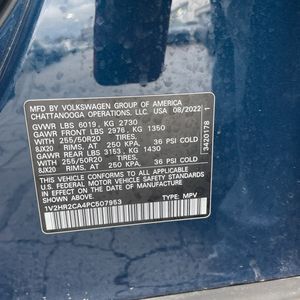 MFD BY VOLKSWAGEN GROUP OF AMERICA
CHATTANOOGA OPERATIONS, LLC. USA 08/2022
GVWR LBS 6019, KG 2730
GAWR FRONT LBS 2976, KG 1350
WITH 255/50R20 TIRES,
8JX20 RIMS, AT 250 KPA, 36 PSI COLD
GAWR REAR LBS 3153, KG 1430
WITH 255/50R20 TIRES,
8JX20 RIMS, AT 250 KPA, 36 PSI COLD
THIS VEHICLE CONFORMS TO ALL APPLICABLE
FEDERAL MOTOR VEHICLE SAFETY
STANDARDS IN EFFECT ON THE DATE OF
MANUFACTURE SHOWN ABOVE
1V2HR2CA4PC507953 TYPE: MPV
3420178 1